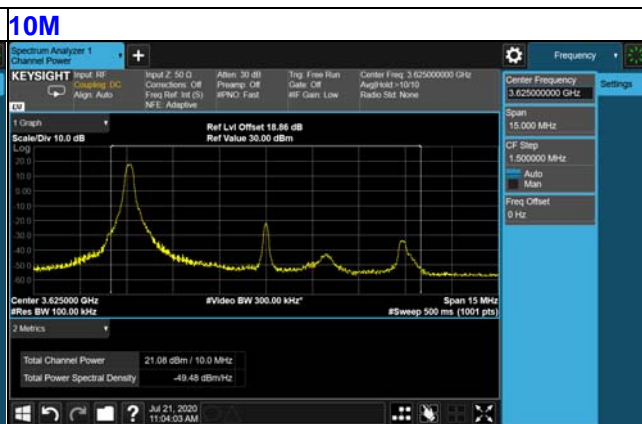 10M
Spectrum Analyzer 1
Channel Power
+
Frequency
KEYSIGHT
Input: RF
Coupling: DC
Align: Auto
Input Z: 50 Ω
Corrections: Off
Freq Ref: Int (S)
NFE: Adaptive
Atten: 30 dB
Preamp: Off
#PNO: Fast
Trig: Free Run
Gate: Off
#IF Gain: Low
Center Freq: 3.625000000 GHz
Avg|Hold:>10/10
Radio Std: None
LXI
Center Frequency
3.625000000 GHz
Settings
Span
15.000 MHz
CF Step
1.500000 MHz
Auto
Man
Freq Offset
0 Hz
1 Graph
Scale/Div 10.0 dB
Ref Lvl Offset 18.86 dB
Ref Value 30.00 dBm
Log
20.0
10.0
0.00
-10.0
-20.0
-30.0
-40.0
-50.0
-60.0
Center 3.625000 GHz
#Video BW 300.00 kHz*
Span 15 MHz
#Res BW 100.00 kHz
#Sweep 500 ms (1001 pts)
2 Metrics
Total Channel Power 21.08 dBm / 10.0 MHz
Total Power Spectral Density -49.48 dBm/Hz
?
Jul 21, 2020
11:04:03 AM